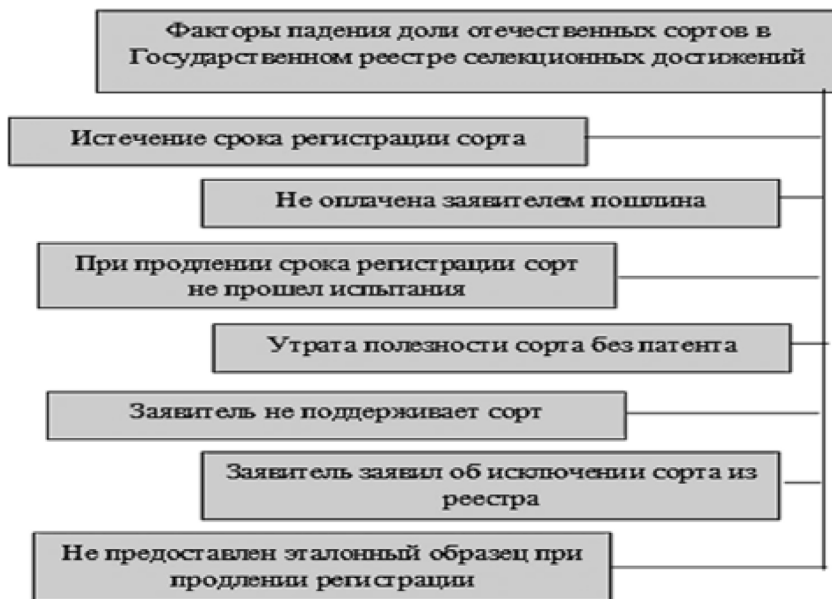 Факторы падения доли отечественных сортов в
Государственном реестре селекционных достижений
Истечение срока регистрации сорта
Не оплачена заявителем пошлина
При продлении срока регистрации сорт
не прошел испытания
Утрата полезности сорта без патента
Заявитель не поддерживает сорт
Заявитель заявил об исключении сорта из
реестра
Не предоставлен эталонный образец при
продлении регистрации